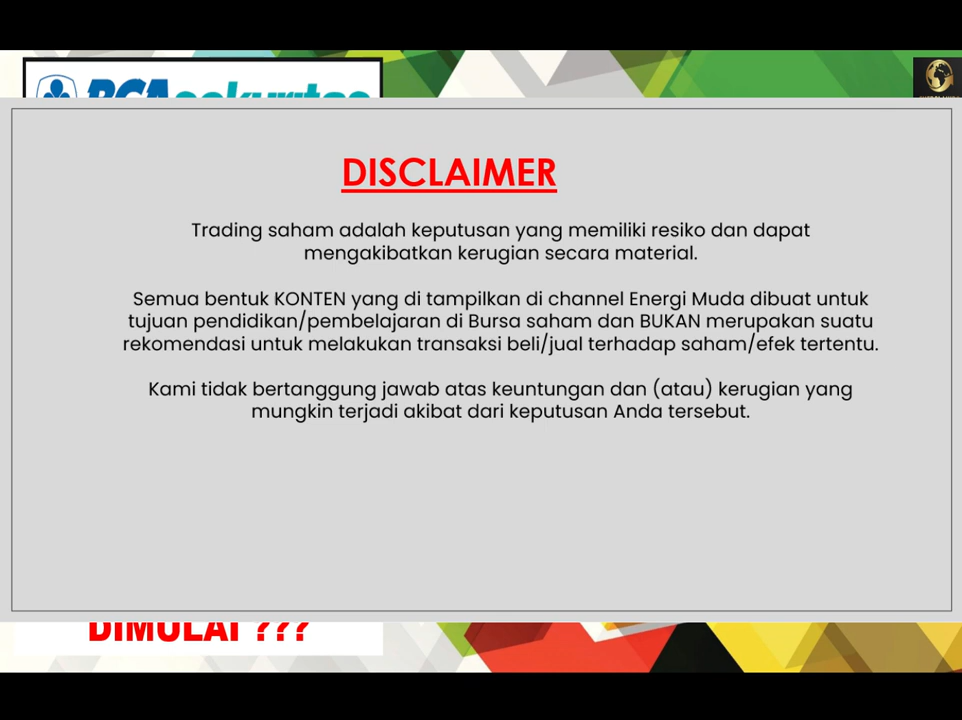 BCA sekuritas
DISCLAIMER
Trading saham adalah keputusan yang memiliki resiko dan dapat
mengakibatkan kerugian secara material.
Semua bentuk KONTEN yang di tampilkan di channel Energi Muda dibuat untuk
tujuan pendidikan/pembelajaran di Bursa saham dan BUKAN merupakan suatu
rekomendasi untuk melakukan transaksi beli/jual terhadap saham/efek tertentu.
Kami tidak bertanggung jawab atas keuntungan dan (atau) kerugian yang
mungkin terjadi akibat dari keputusan Anda tersebut.
DIMULAI ???